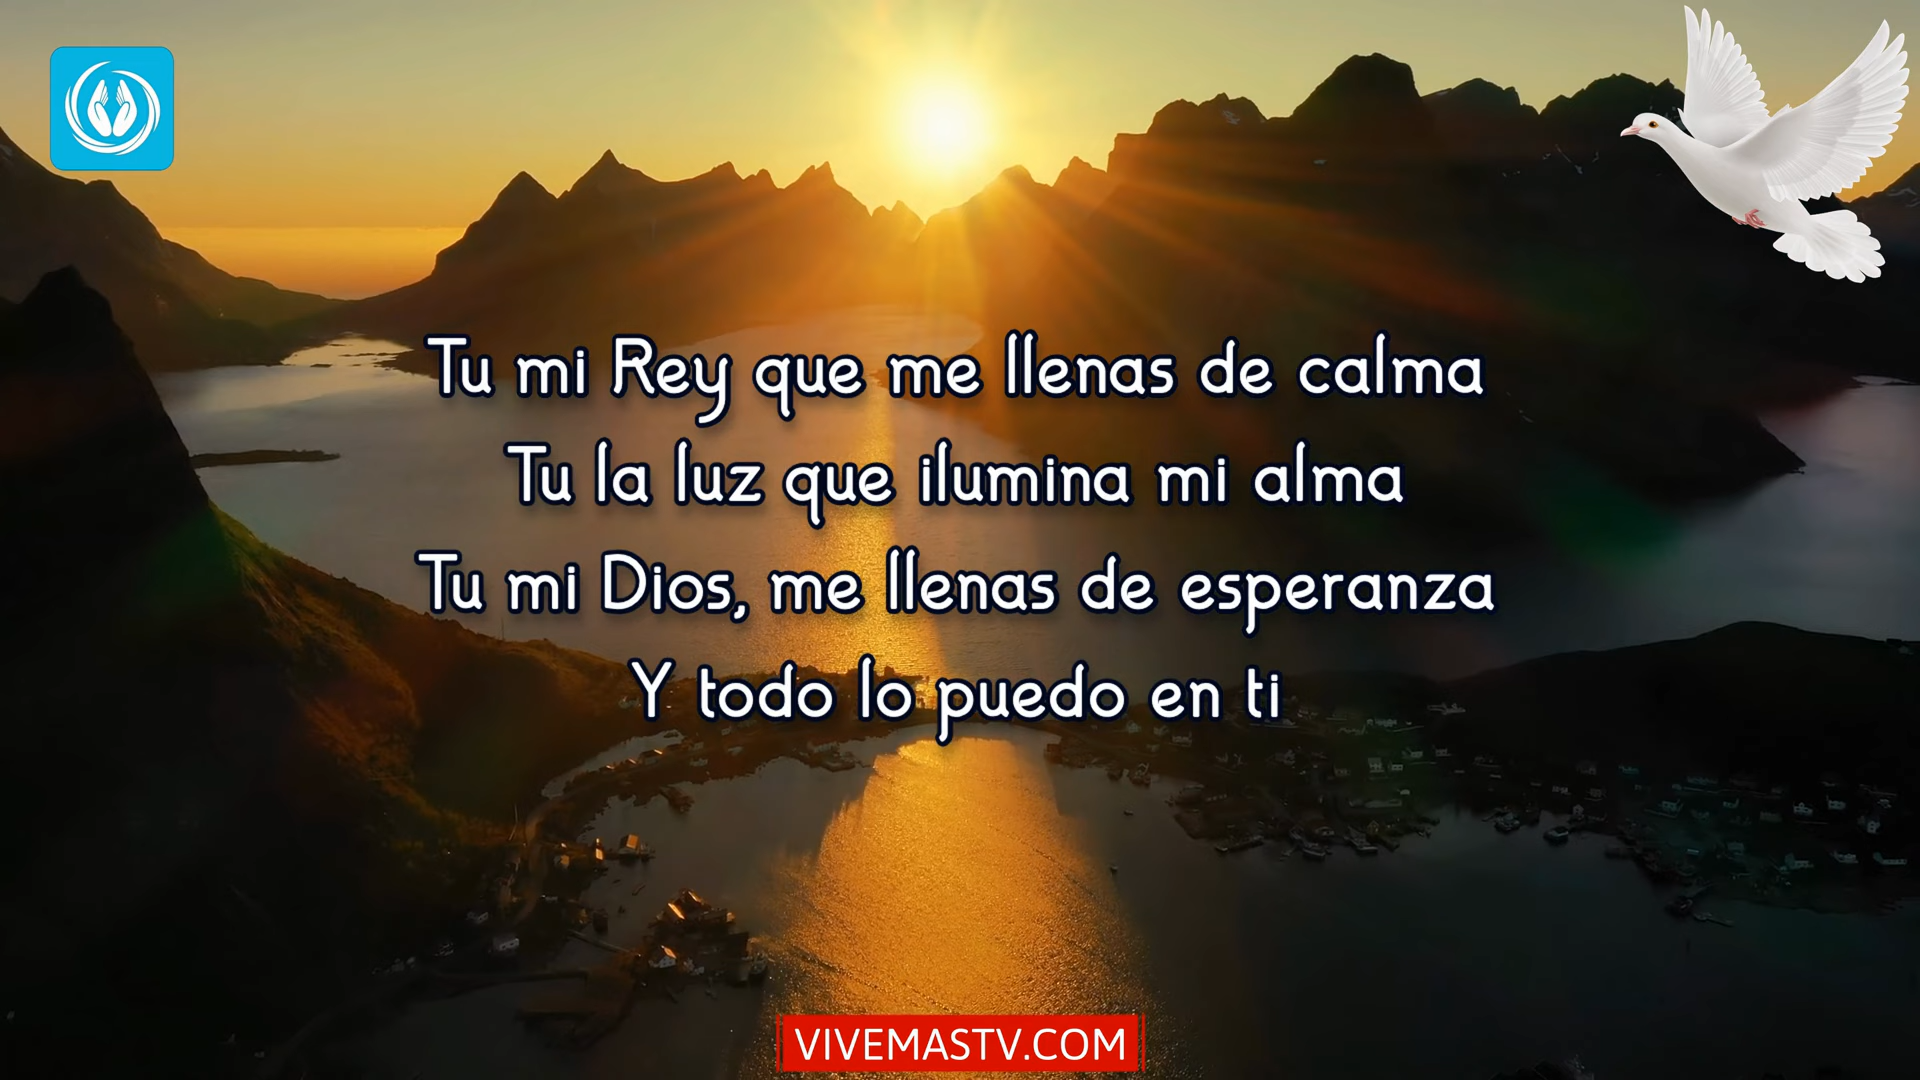 Tu mi Rey que me llenas de calma
Tu la luz que ilumina mi alma
Tu mi Dios, me llenas de esperanza
Y todo lo puedo en ti
VIVEMASTV.COM